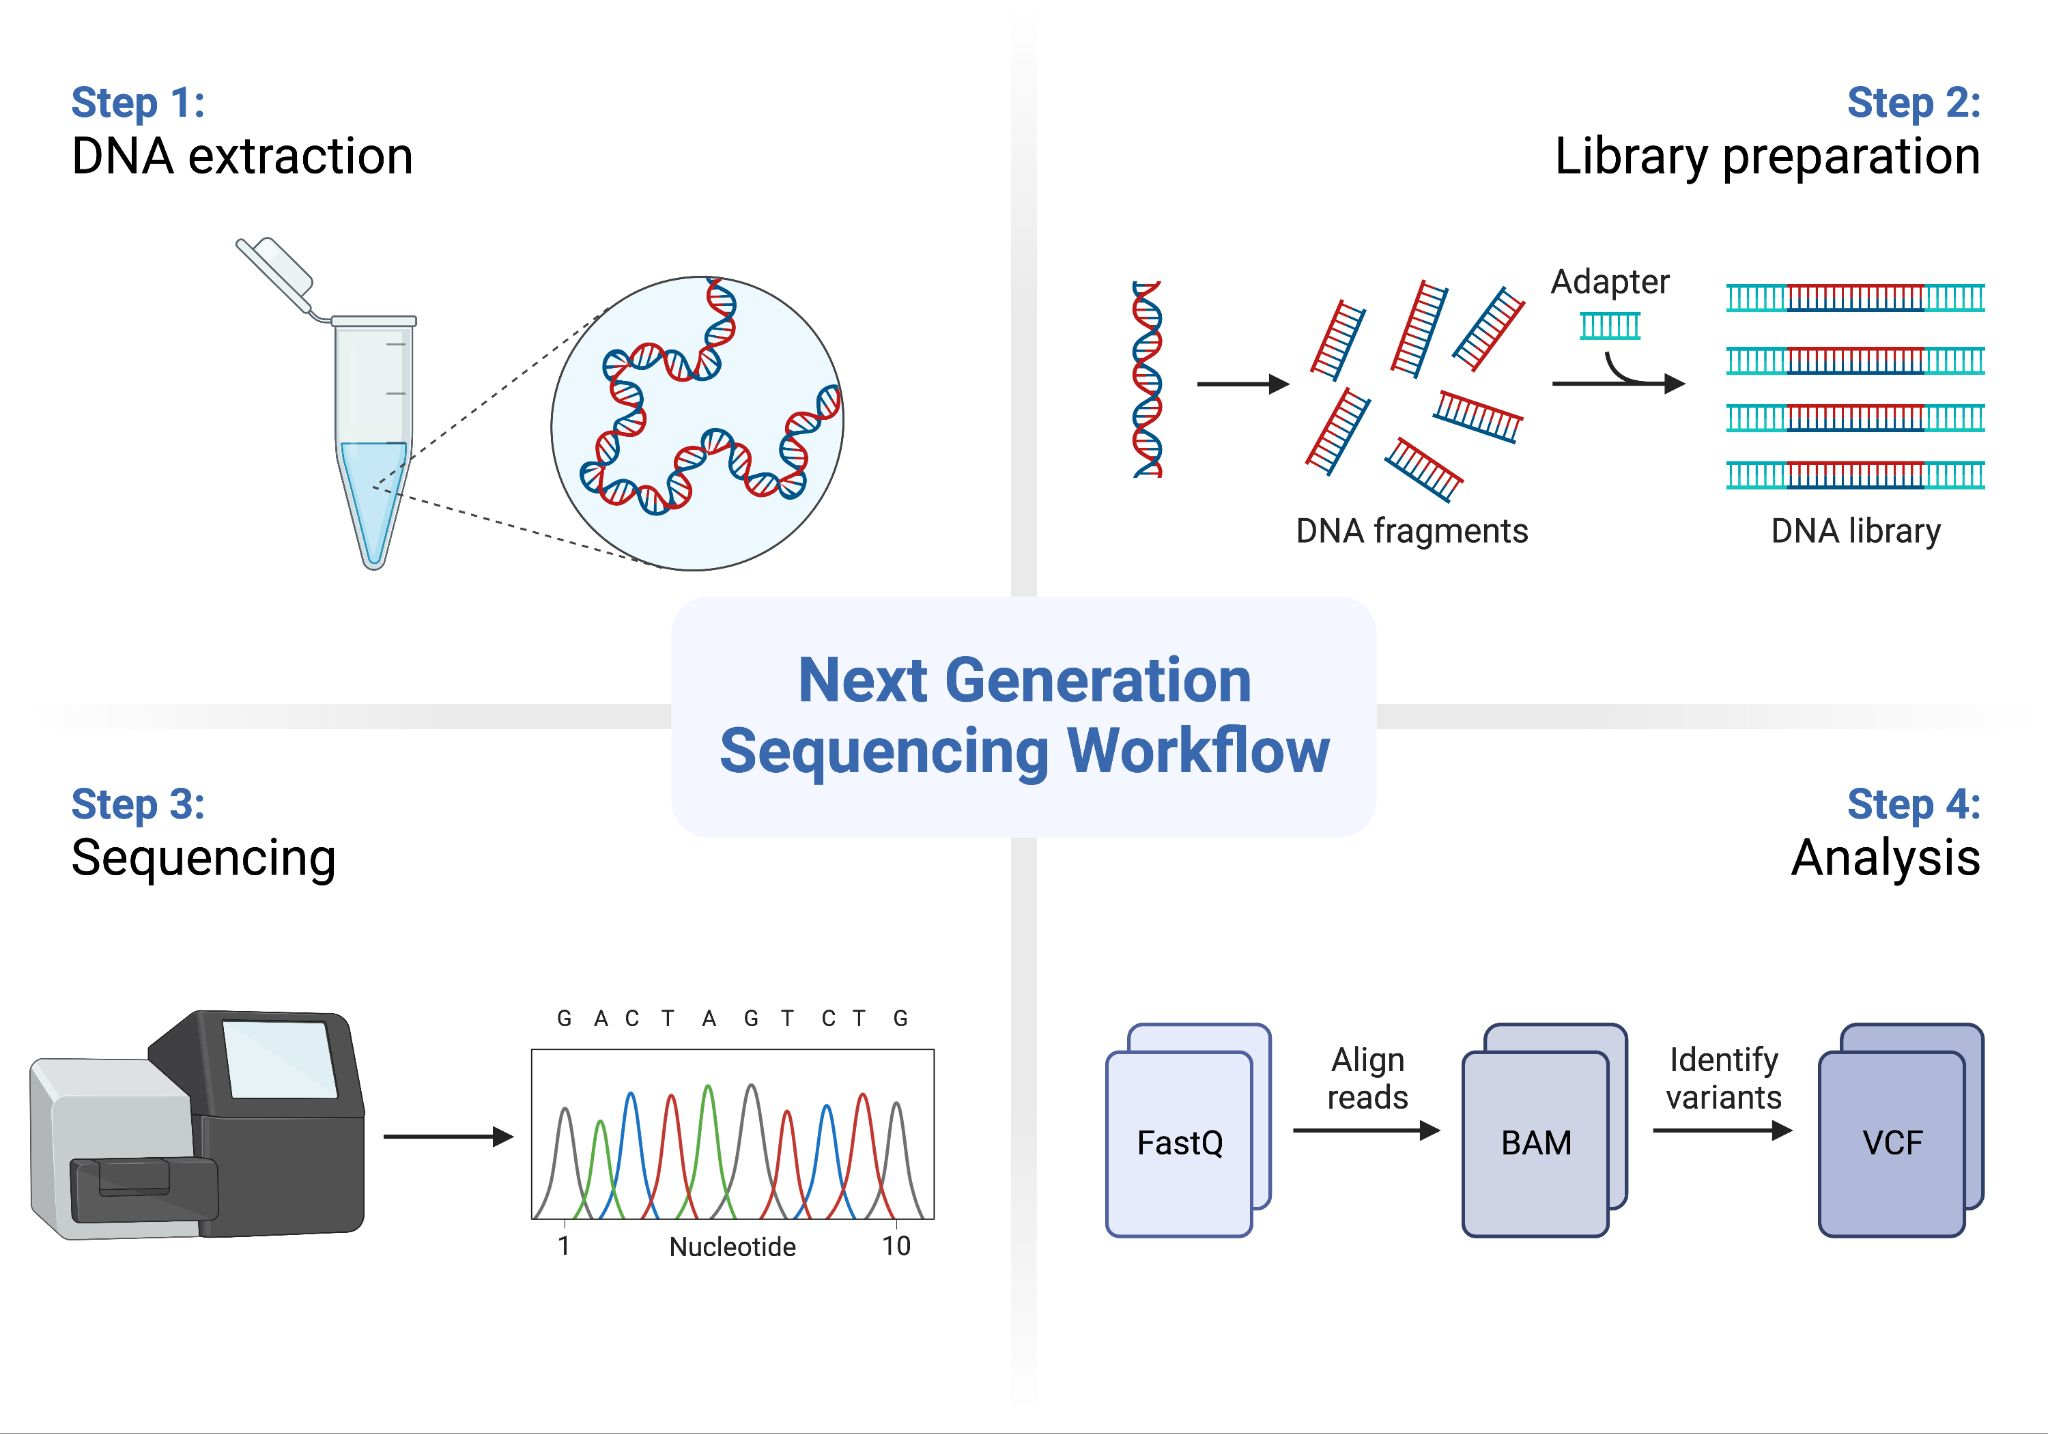 Step 1:
DNA extraction
Step 2:
Library preparation
Adapter
DNA fragments
DNA library
Next Generation
Sequencing Workflow
Step 3:
Sequencing
G A C T A G T C T G
1 Nucleotide 10
Step 4:
Analysis
FastQ
Align
reads
BAM
Identify
variants
VCF